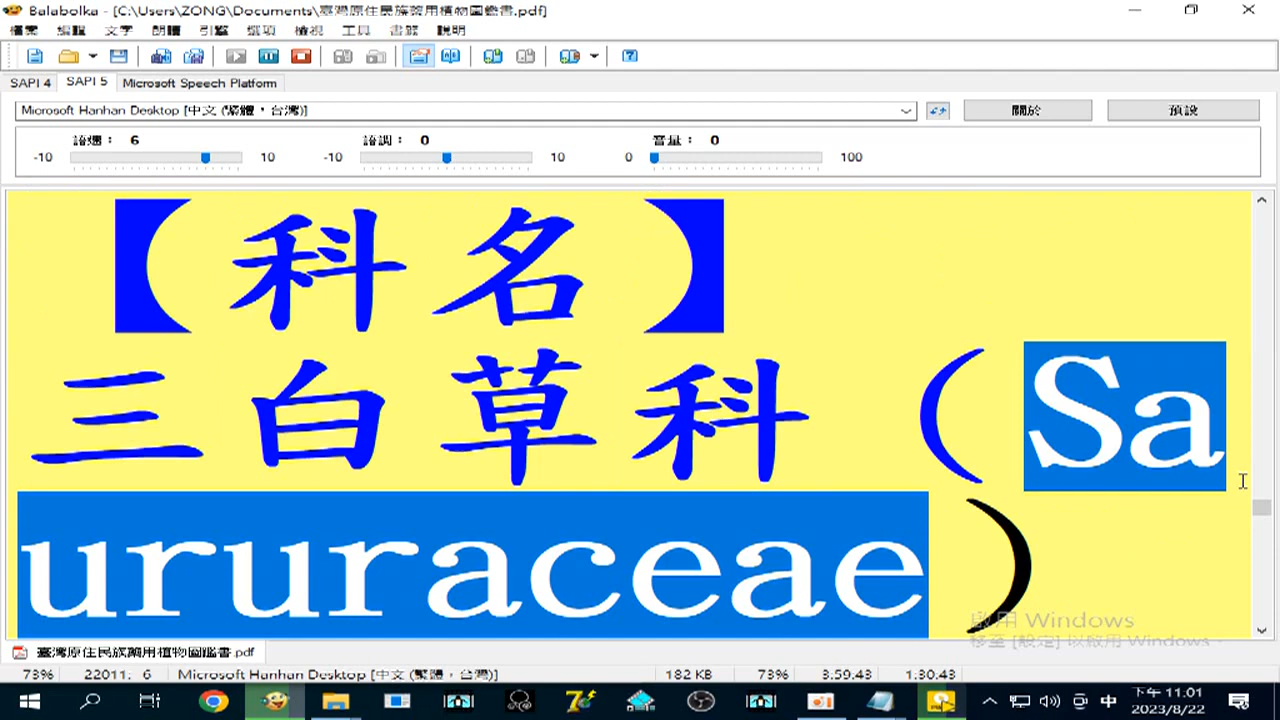 Balabolka - [C:\Users\ZONG\Documents\臺灣原住民族藥用植物圖鑑書.pdf]
檔案 編輯 文字 朗讀 引擎 選項 檢視 工具 書籤 說明
SAPI 4 SAPI 5 Microsoft Speech Platform
Microsoft Hanhan Desktop [中文 (繁體，台灣)] 關於 預設
語速： 6 語調： 0 音量： 0
-10 10 -10 10 0 100
【科名】
三白草科（Sa
ururaceae）
啟用 Windows
移至 [設定] 以啟用 Windows。
臺灣原住民族藥用植物圖鑑書.pdf
73% 22011: 6 Microsoft Hanhan Desktop [中文 (繁體，台灣)] 182 KB 73% 3.59.43 1:30.43
中 下午 11:01
2023/8/22